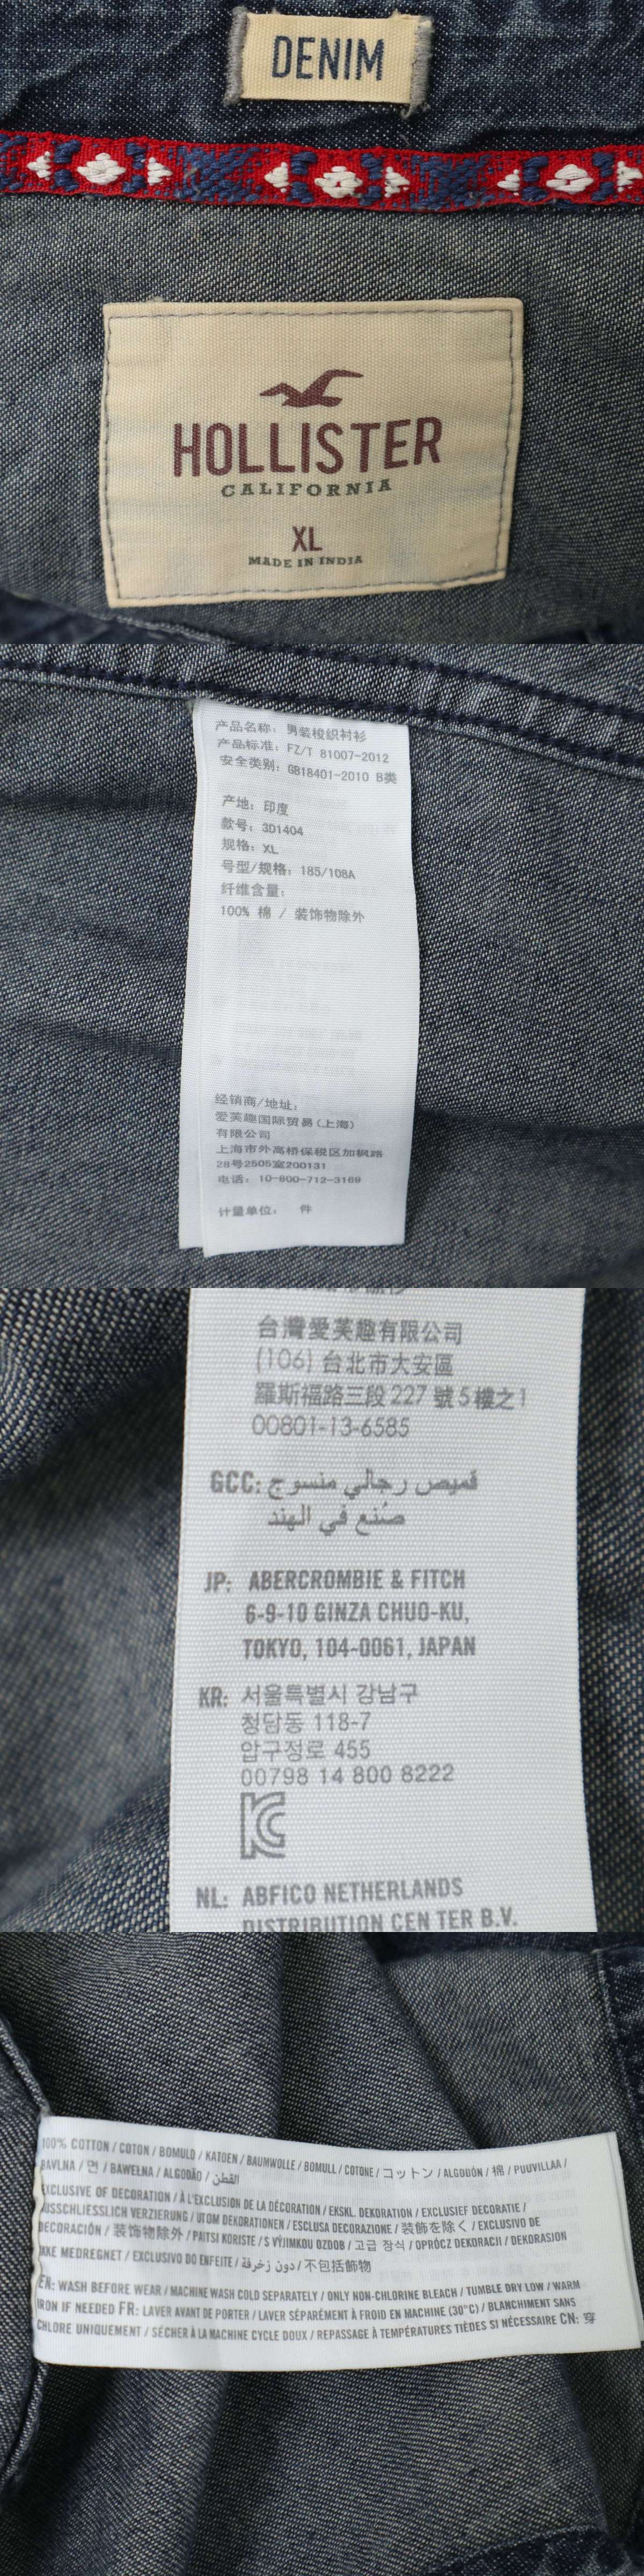 DENIM
HOLLISTER
CALIFORNIA
XL
MADE IN INDIA
产品名称: 男装梭织衬衫
产品标准: FZ/T 81007-2012
安全类别: GB18401-2010 B类
产地: 印度
款号: 3D1404
规格: XL
号型/规格: 185/108A
纤维含量:
100% 棉 / 装饰物除外
经销商/地址:
爱芙趣国际贸易(上海)
有限公司
上海市外高桥保税区加枫路
28号2505室200131
电话: 10-800-712-3169
计量单位: 件
台灣愛芙趣有限公司
(106) 台北市大安區
羅斯福路三段 227 號 5 樓之1
00801-13-6585
GCC: قميص رجالي منسوج
صُنع في الهند
JP: ABERCROMBIE & FITCH
6-9-10 GINZA CHUO-KU,
TOKYO, 104-0061, JAPAN
KR: 서울특별시 강남구
청담동 118-7
압구정로 455
00798 14 800 8222
NL: ABFICO NETHERLANDS
DISTRIBUTION CEN TER B.V.
100% COTTON / COTON / BOMULD / KATOEN / BAUMWOLLE / BOMULL / COTONE / コットン / ALGODÓN / 棉 / PUUVILLAA /
BAVLNA / 면 / BAWEŁNA / ALGODÃO / القطن
EXCLUSIVE OF DECORATION / À L'EXCLUSION DE LA DÉCORATION / EKSKL. DEKORATION / EXCLUSIEF DECORATIE /
AUSSCHLIESSLICH VERZIERUNG / UTOM DEKORATIONEN / ESCLUSA DECORAZIONE / 装飾を除く / EXCLUSIVO DE
DECORACIÓN / 装饰物除外 / PAITSI KORISTE / S VÝJIMKOU OZDOB / 고급 장식 / OPRÓCZ DEKORACJI / DEKORASJON
IKKE MEDREGNET / EXCLUSIVO DO ENFEITE / دون زخرفة / 不包括飾物
EN: WASH BEFORE WEAR / MACHINE WASH COLD SEPARATELY / ONLY NON-CHLORINE BLEACH / TUMBLE DRY LOW / WARM
IRON IF NEEDED FR: LAVER AVANT DE PORTER / LAVER SÉPARÉMENT À FROID EN MACHINE (30°C) / BLANCHIMENT SANS
CHLORE UNIQUEMENT / SÉCHER À LA MACHINE CYCLE DOUX / REPASSAGE À TEMPÉRATURES TIÈDES SI NÉCESSAIRE CN: 穿